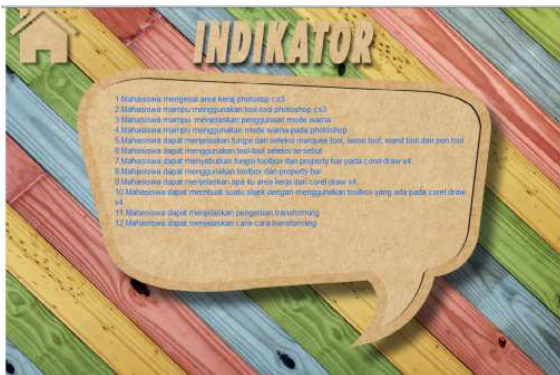 INDIKATOR
1.Mahasiswa mengenal area keraj photosop cs3
2.Mahasiswa mampu menggunakan tool-tool photoshop cs3
3.Mahasiswa mampu menjelaskan penggunaan mode warna
4.Mahasiswa mampu menggunakan mode warna pada photoshop
5.Mahasiswa dapat menjelaskan fungsi dari seleksi marquee tool, lasso tool, wand tool dan pen tool
6.Mahasiswa dapat menggunakan tool-tool seleksi tersebut
7.Mahasiswa dapat menyebutkan fungsi toolbox dan property bar pada corel draw x4
8.Mahasiswa dapat menggunakan toolbox dan property bar
9.Mahasiswa dapat menjelaskan apa itu area kerja dari corel draw x4
10.Mahasiswa dapat membuat suatu objek dengan menggunakan toolbox yang ada pada corel draw
x4
11.Mahasiswa dapat menjelaskan pengertian transforming
12.Mahasiswa dapat menjelaskan cara-cara transforming